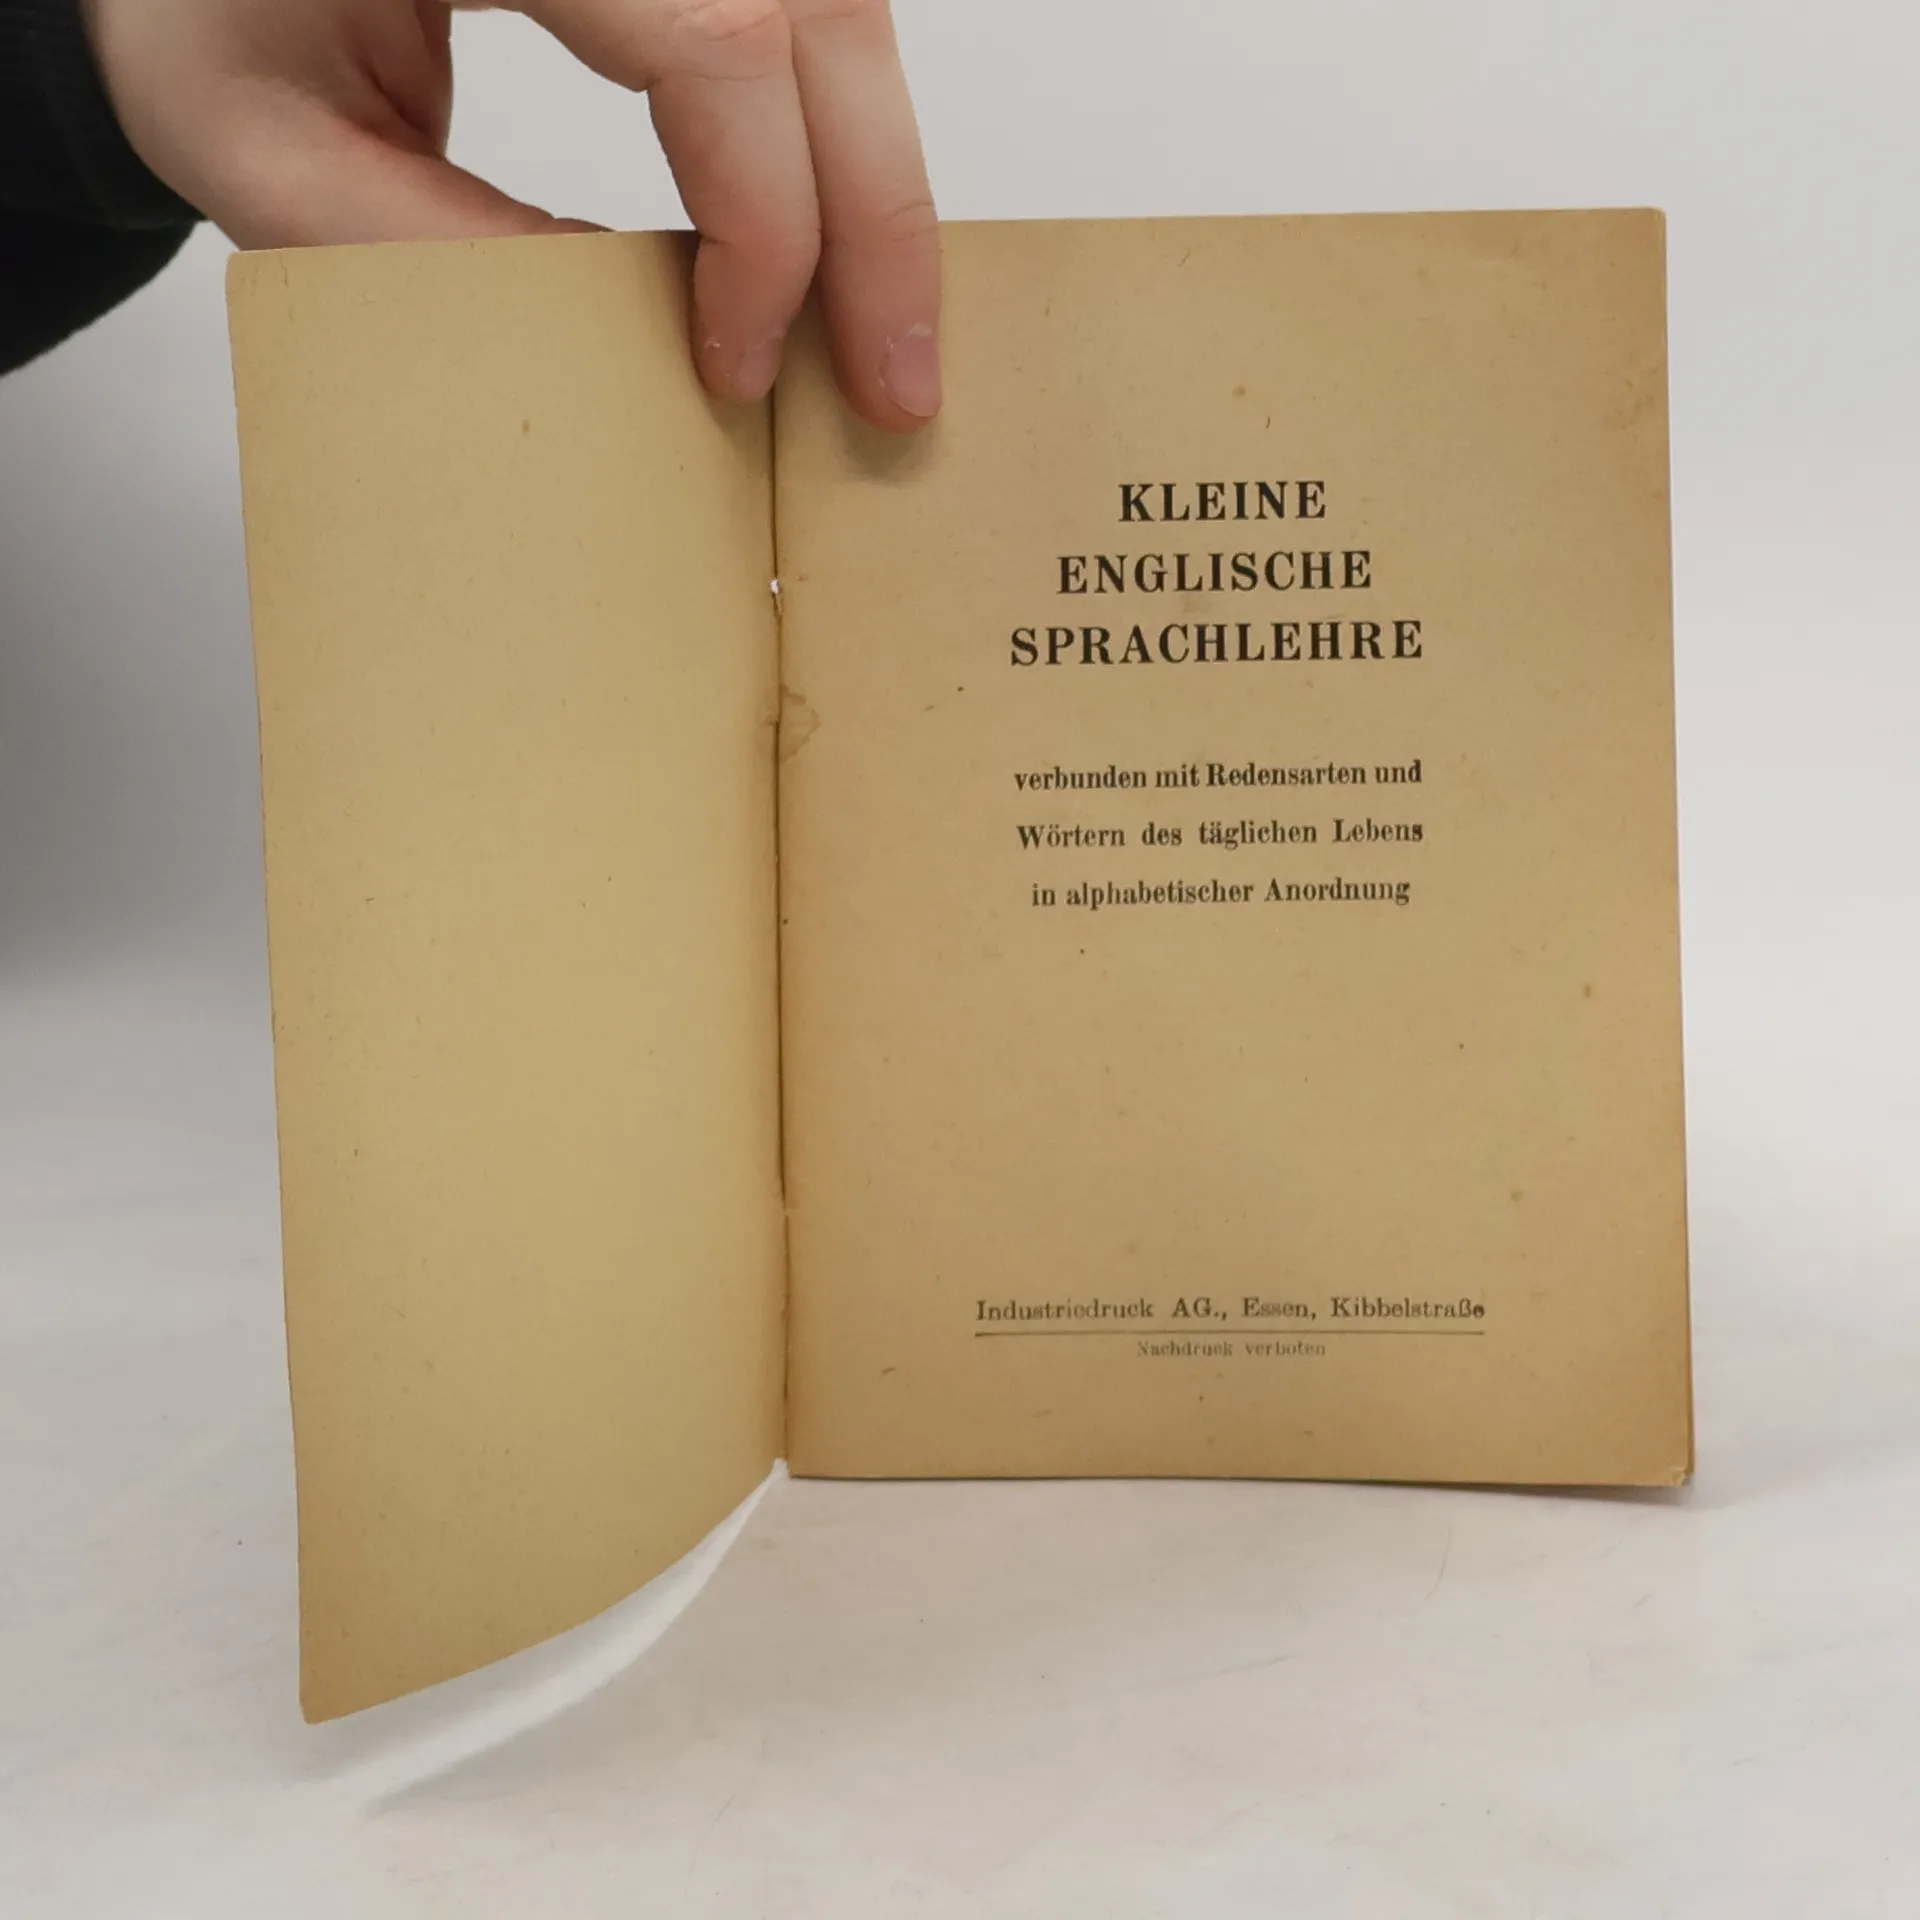 KLEINE
ENGLISCHE
SPRACHLEHRE
verbunden mit Redensarten und
Wörtern des täglichen Lebens
in alphabetischer Anordnung
Industriedruck AG., Essen, Kibbelstraße
Nachdruck verboten